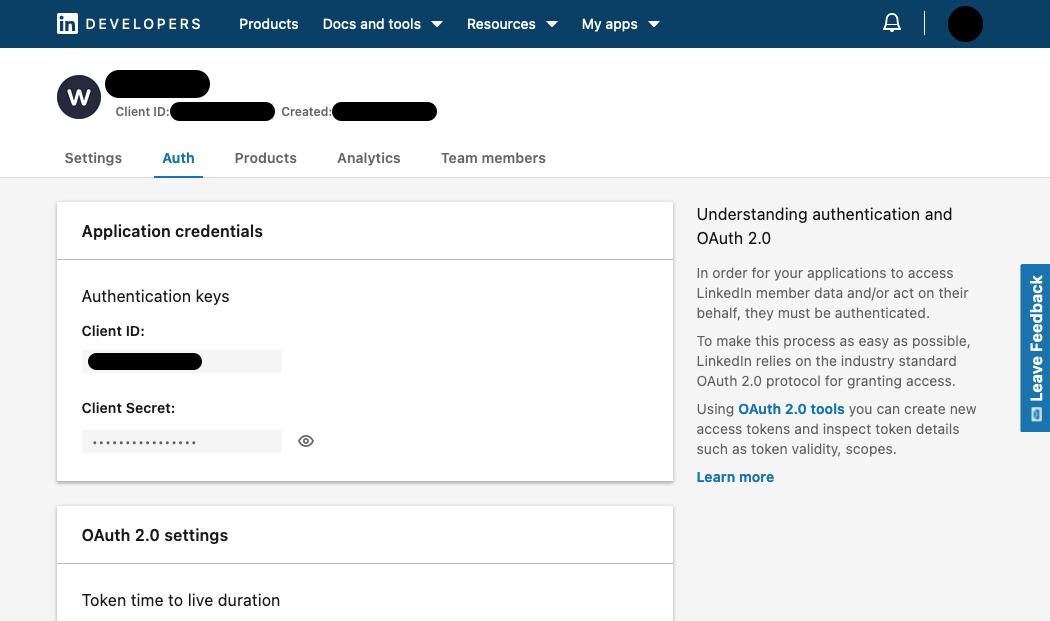 in DEVELOPERS Products Docs and tools Resources My apps
W
Client ID: Created:
Settings Auth Products Analytics Team members
Application credentials
Authentication keys
Client ID:
Client Secret:
••••••••••••••••
OAuth 2.0 settings
Token time to live duration
Understanding authentication and
OAuth 2.0
In order for your applications to access
LinkedIn member data and/or act on their
behalf, they must be authenticated.
To make this process as easy as possible,
LinkedIn relies on the industry standard
OAuth 2.0 protocol for granting access.
Using OAuth 2.0 tools you can create new
access tokens and inspect token details
such as token validity, scopes.
Learn more
Leave Feedback